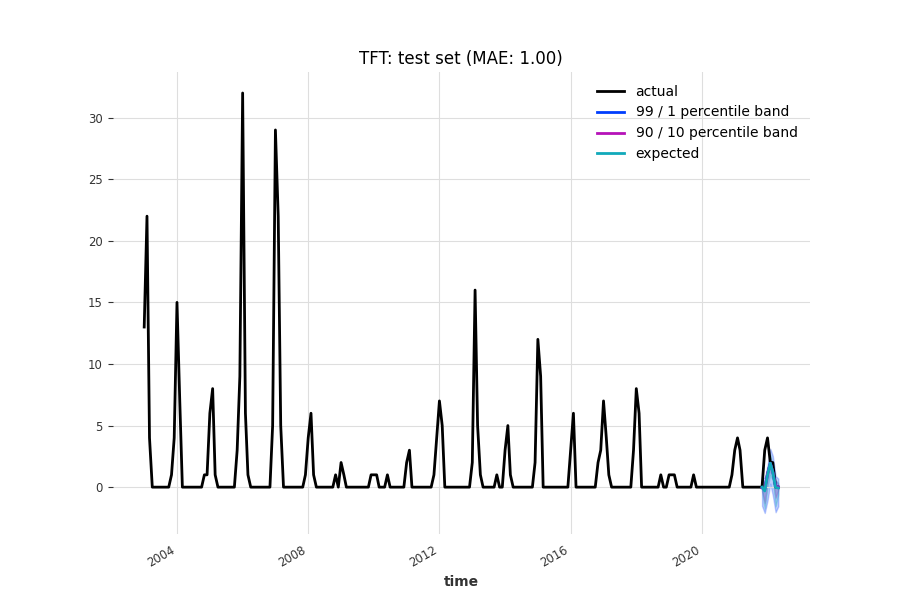 TFT: test set (MAE: 1.00)
actual
99 / 1 percentile band
90 / 10 percentile band
expected
30
25
20
15
10
5
0
2004
2008
2012
2016
2020
time